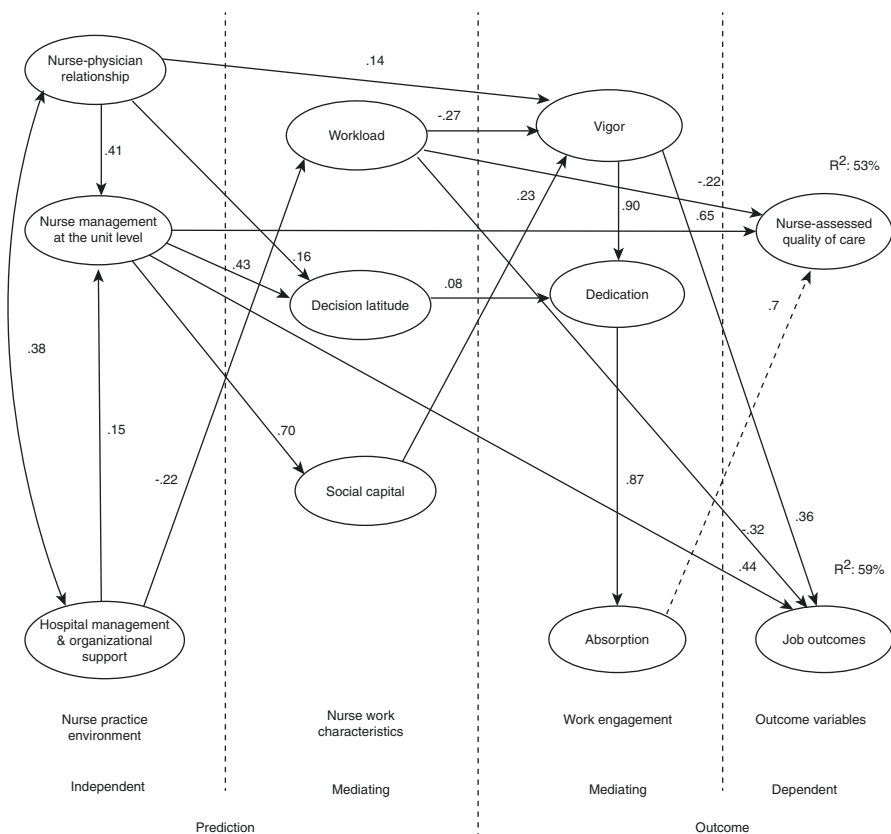 Nurse-physician
relationship
.14
Workload
-.27
Vigor
R2: 53%
.41
-.22
.23
.90
.65
Nurse management
at the unit level
Nurse-assessed
quality of care
.43
.16
Decision latitude
.08
Dedication
.7
.38
.15
.70
-.22
Social capital
.87
-.32
.36
.44
R2: 59%
Hospital management
& organizational
support
Absorption
Job outcomes
Nurse practice
environment
Nurse work
characteristics
Work engagement
Outcome variables
Independent
Mediating
Mediating
Dependent
Prediction
Outcome